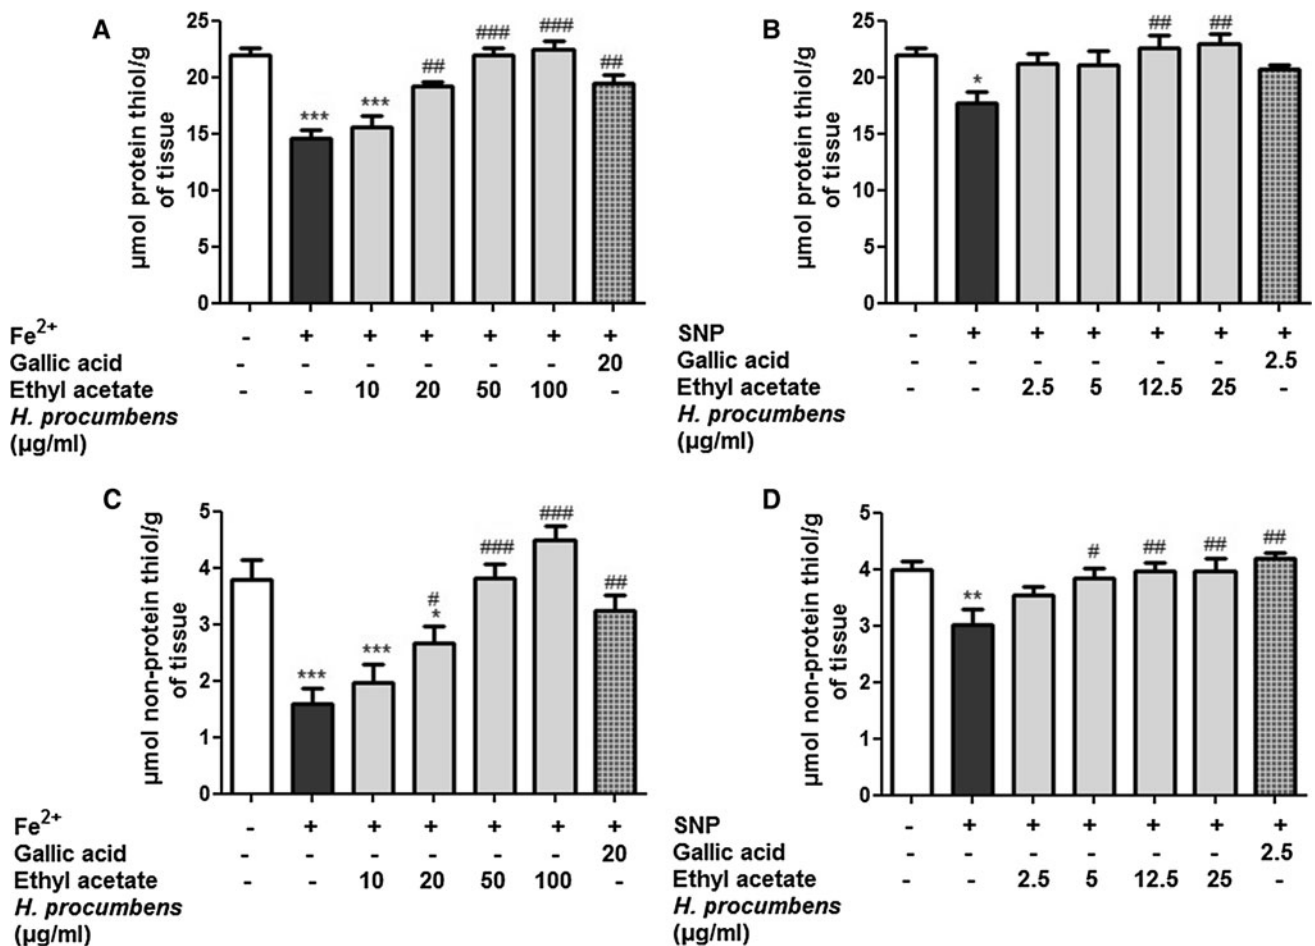 A
25
20
15
10
5
0
µmol protein thiol/g
of tissue
***
***
##
###
###
##
Fe2+ - + + + + + +
Gallic acid - - - - - - 20
Ethyl acetate - - 10 20 50 100 -
H. procumbens
(µg/ml)
B
25
20
15
10
5
0
µmol protein thiol/g
of tissue
*
##
##
SNP - + + + + + +
Gallic acid - - - - - - 2.5
Ethyl acetate - - 2.5 5 12.5 25 -
H. procumbens
(µg/ml)
C
5
4
3
2
1
0
µmol non-protein thiol/g
of tissue
***
***
#
*
###
###
##
Fe2+ - + + + + + +
Gallic acid - - - - - - 20
Ethyl acetate - - 10 20 50 100 -
H. procumbens
(µg/ml)
D
5
4
3
2
1
0
µmol non-protein thiol/g
of tissue
**
#
##
##
##
SNP - + + + + + +
Gallic acid - - - - - - 2.5
Ethyl acetate - - 2.5 5 12.5 25 -
H. procumbens
(µg/ml)